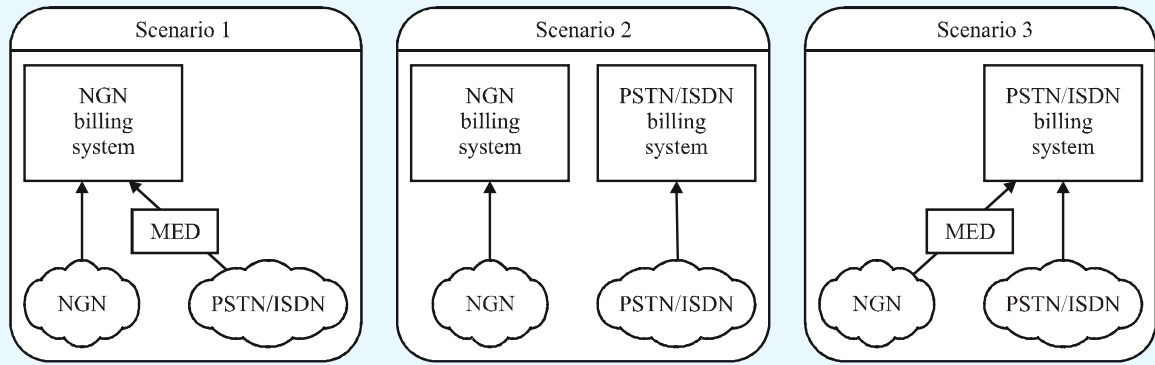 Scenario 1
NGN
billing
system
MED
NGN
PSTN/ISDN
Scenario 2
NGN
billing
system
PSTN/ISDN
billing
system
NGN
PSTN/ISDN
Scenario 3
PSTN/ISDN
billing
system
MED
NGN
PSTN/ISDN